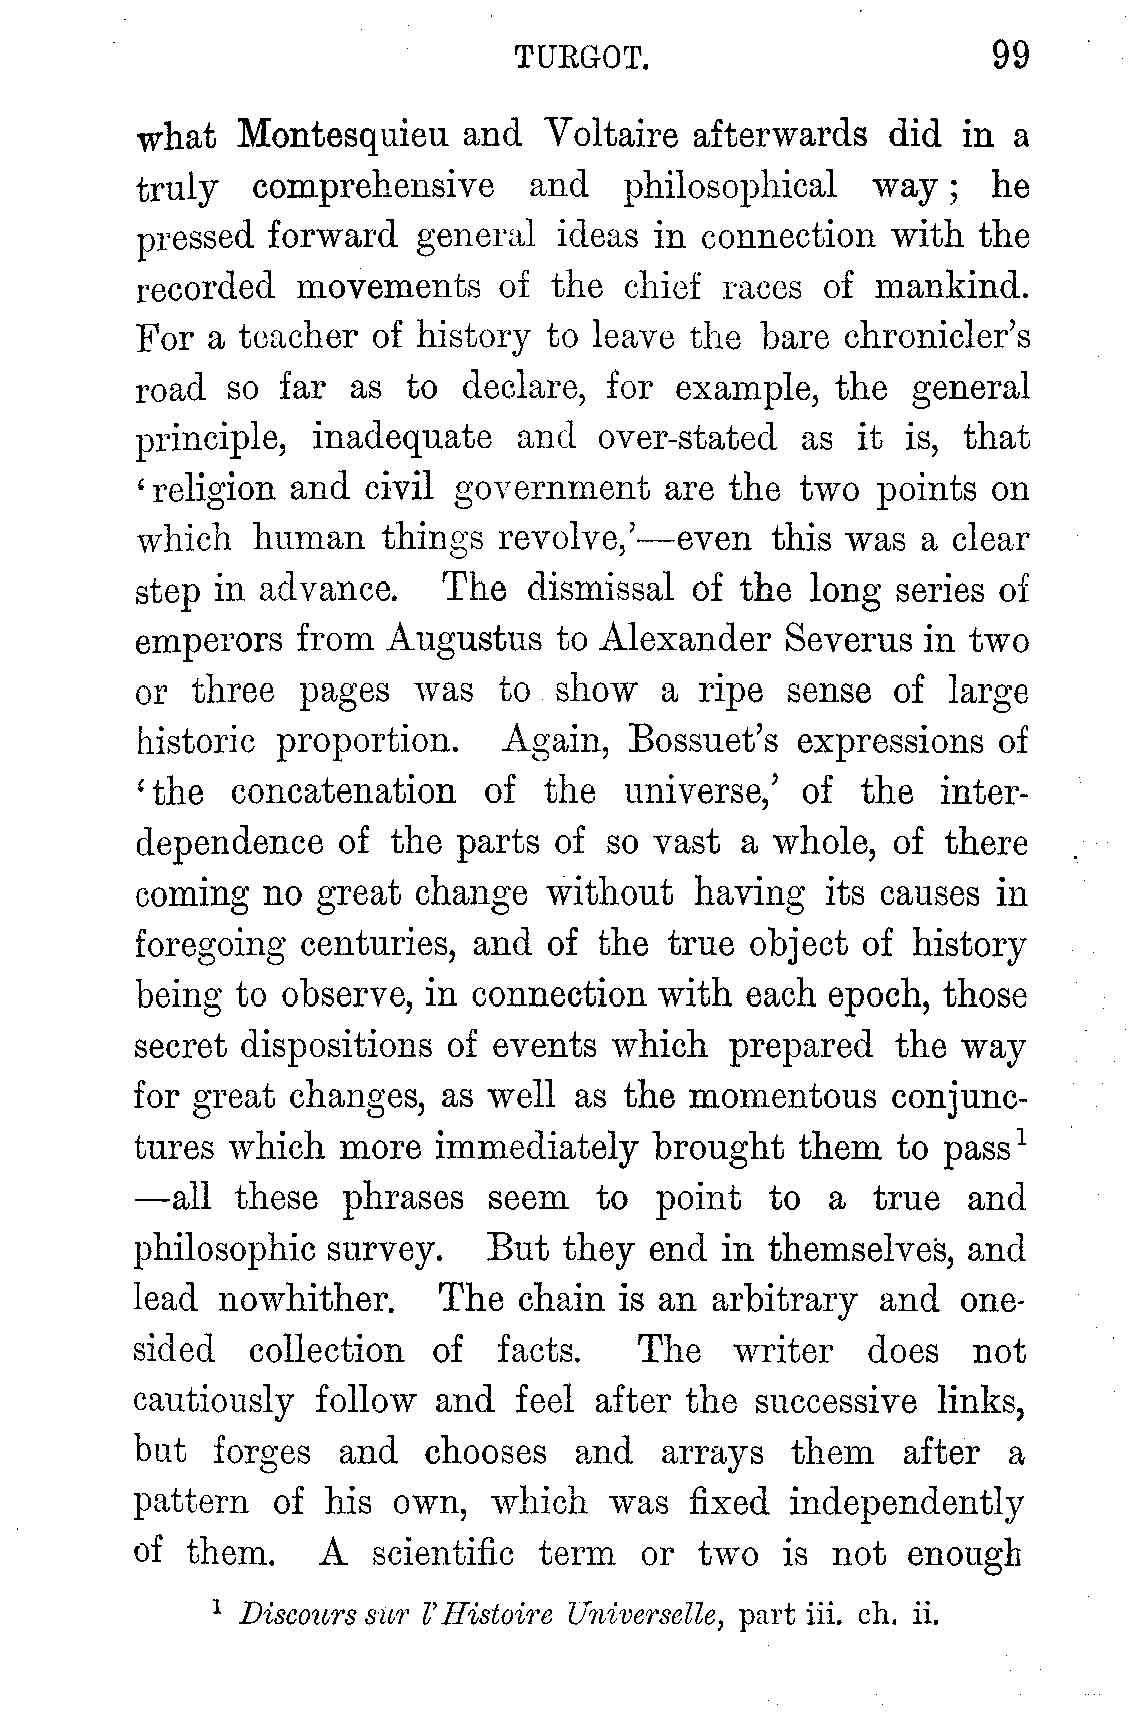 TURGOT. 99
what Montesquieu and Voltaire afterwards did in a
truly comprehensive and philosophical way ; he
pressed forward general ideas in connection with the
recorded movements of the chief races of mankind.
For a teacher of history to leave the bare chronicler's
road so far as to declare, for example, the general
principle, inadequate and over-stated as it is, that
‘religion and civil government are the two points on
which human things revolve,’—even this was a clear
step in advance. The dismissal of the long series of
emperors from Augustus to Alexander Severus in two
or three pages was to show a ripe sense of large
historic proportion. Again, Bossuet's expressions of
‘the concatenation of the universe,’ of the inter-
dependence of the parts of so vast a whole, of there
coming no great change without having its causes in
foregoing centuries, and of the true object of history
being to observe, in connection with each epoch, those
secret dispositions of events which prepared the way
for great changes, as well as the momentous conjunc-
tures which more immediately brought them to pass¹
—all these phrases seem to point to a true and
philosophic survey. But they end in themselves, and
lead nowhither. The chain is an arbitrary and one-
sided collection of facts. The writer does not
cautiously follow and feel after the successive links,
but forges and chooses and arrays them after a
pattern of his own, which was fixed independently
of them. A scientific term or two is not enough
¹ Discours sur l'Histoire Universelle, part iii. ch. ii.